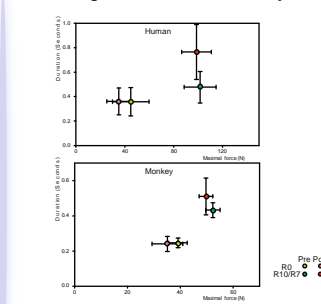 Human
Duration (Seconds)
1.0
0.8
0.6
0.4
0.2
0.0
40
80
120
Maximal force (N)
Monkey
Duration (Seconds)
0.6
0.4
0.2
0.0
0
20
40
60
Maximal force (N)
Pre Po
R0
R10/R7